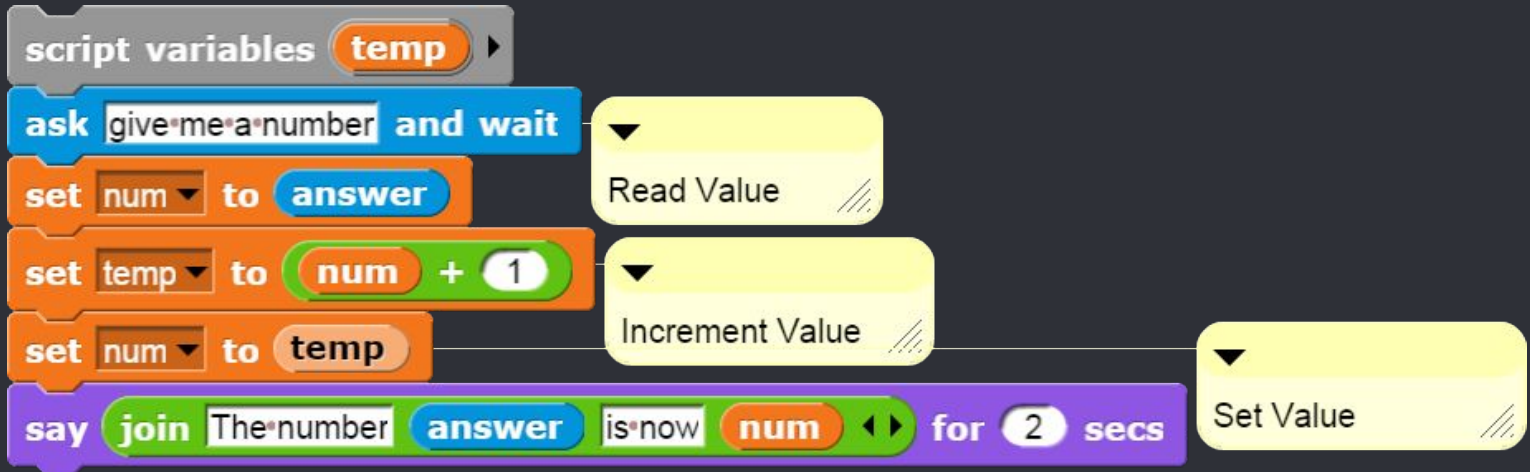 script variables temp
ask give me a number and wait
Read Value
set num to answer
set temp to num + 1
Increment Value
set num to temp
Set Value
say join The number answer is now num for 2 secs